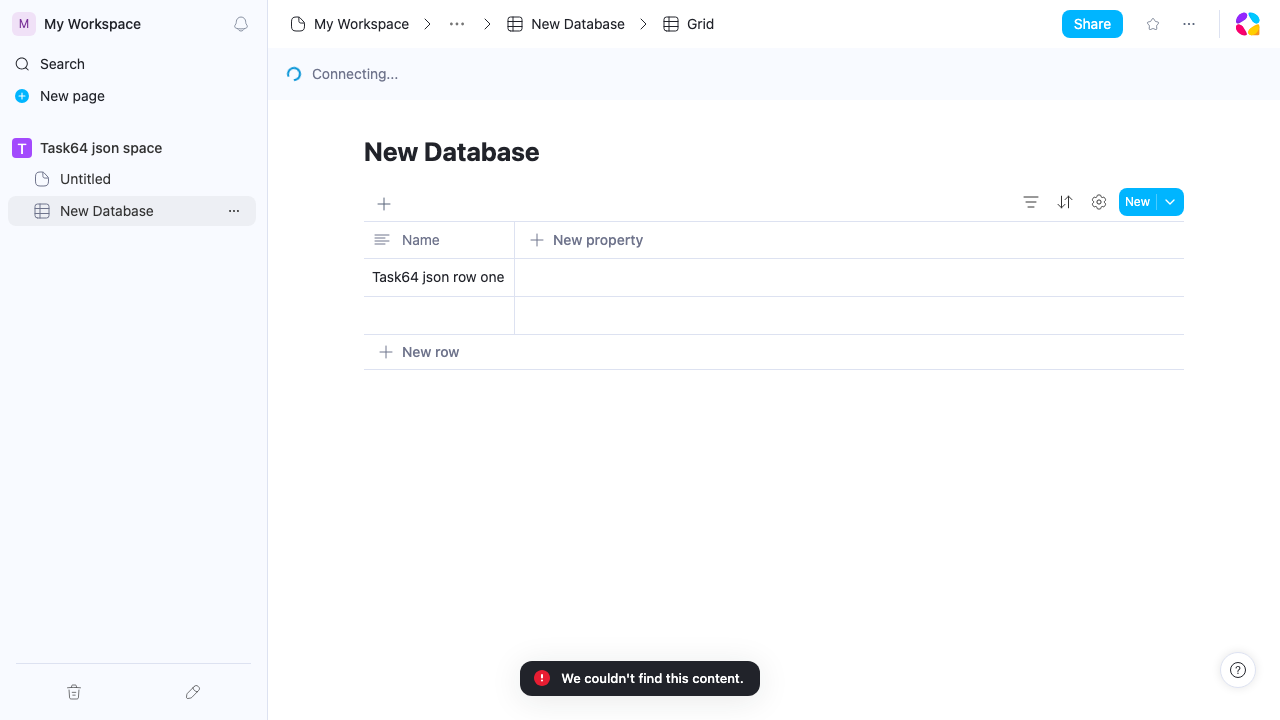 M My Workspace
Search
New page
T Task64 json space
Untitled
New Database
My Workspace
New Database
Grid
Share
Connecting...
New Database
New
Name
New property
Task64 json row one
New row
We couldn't find this content.